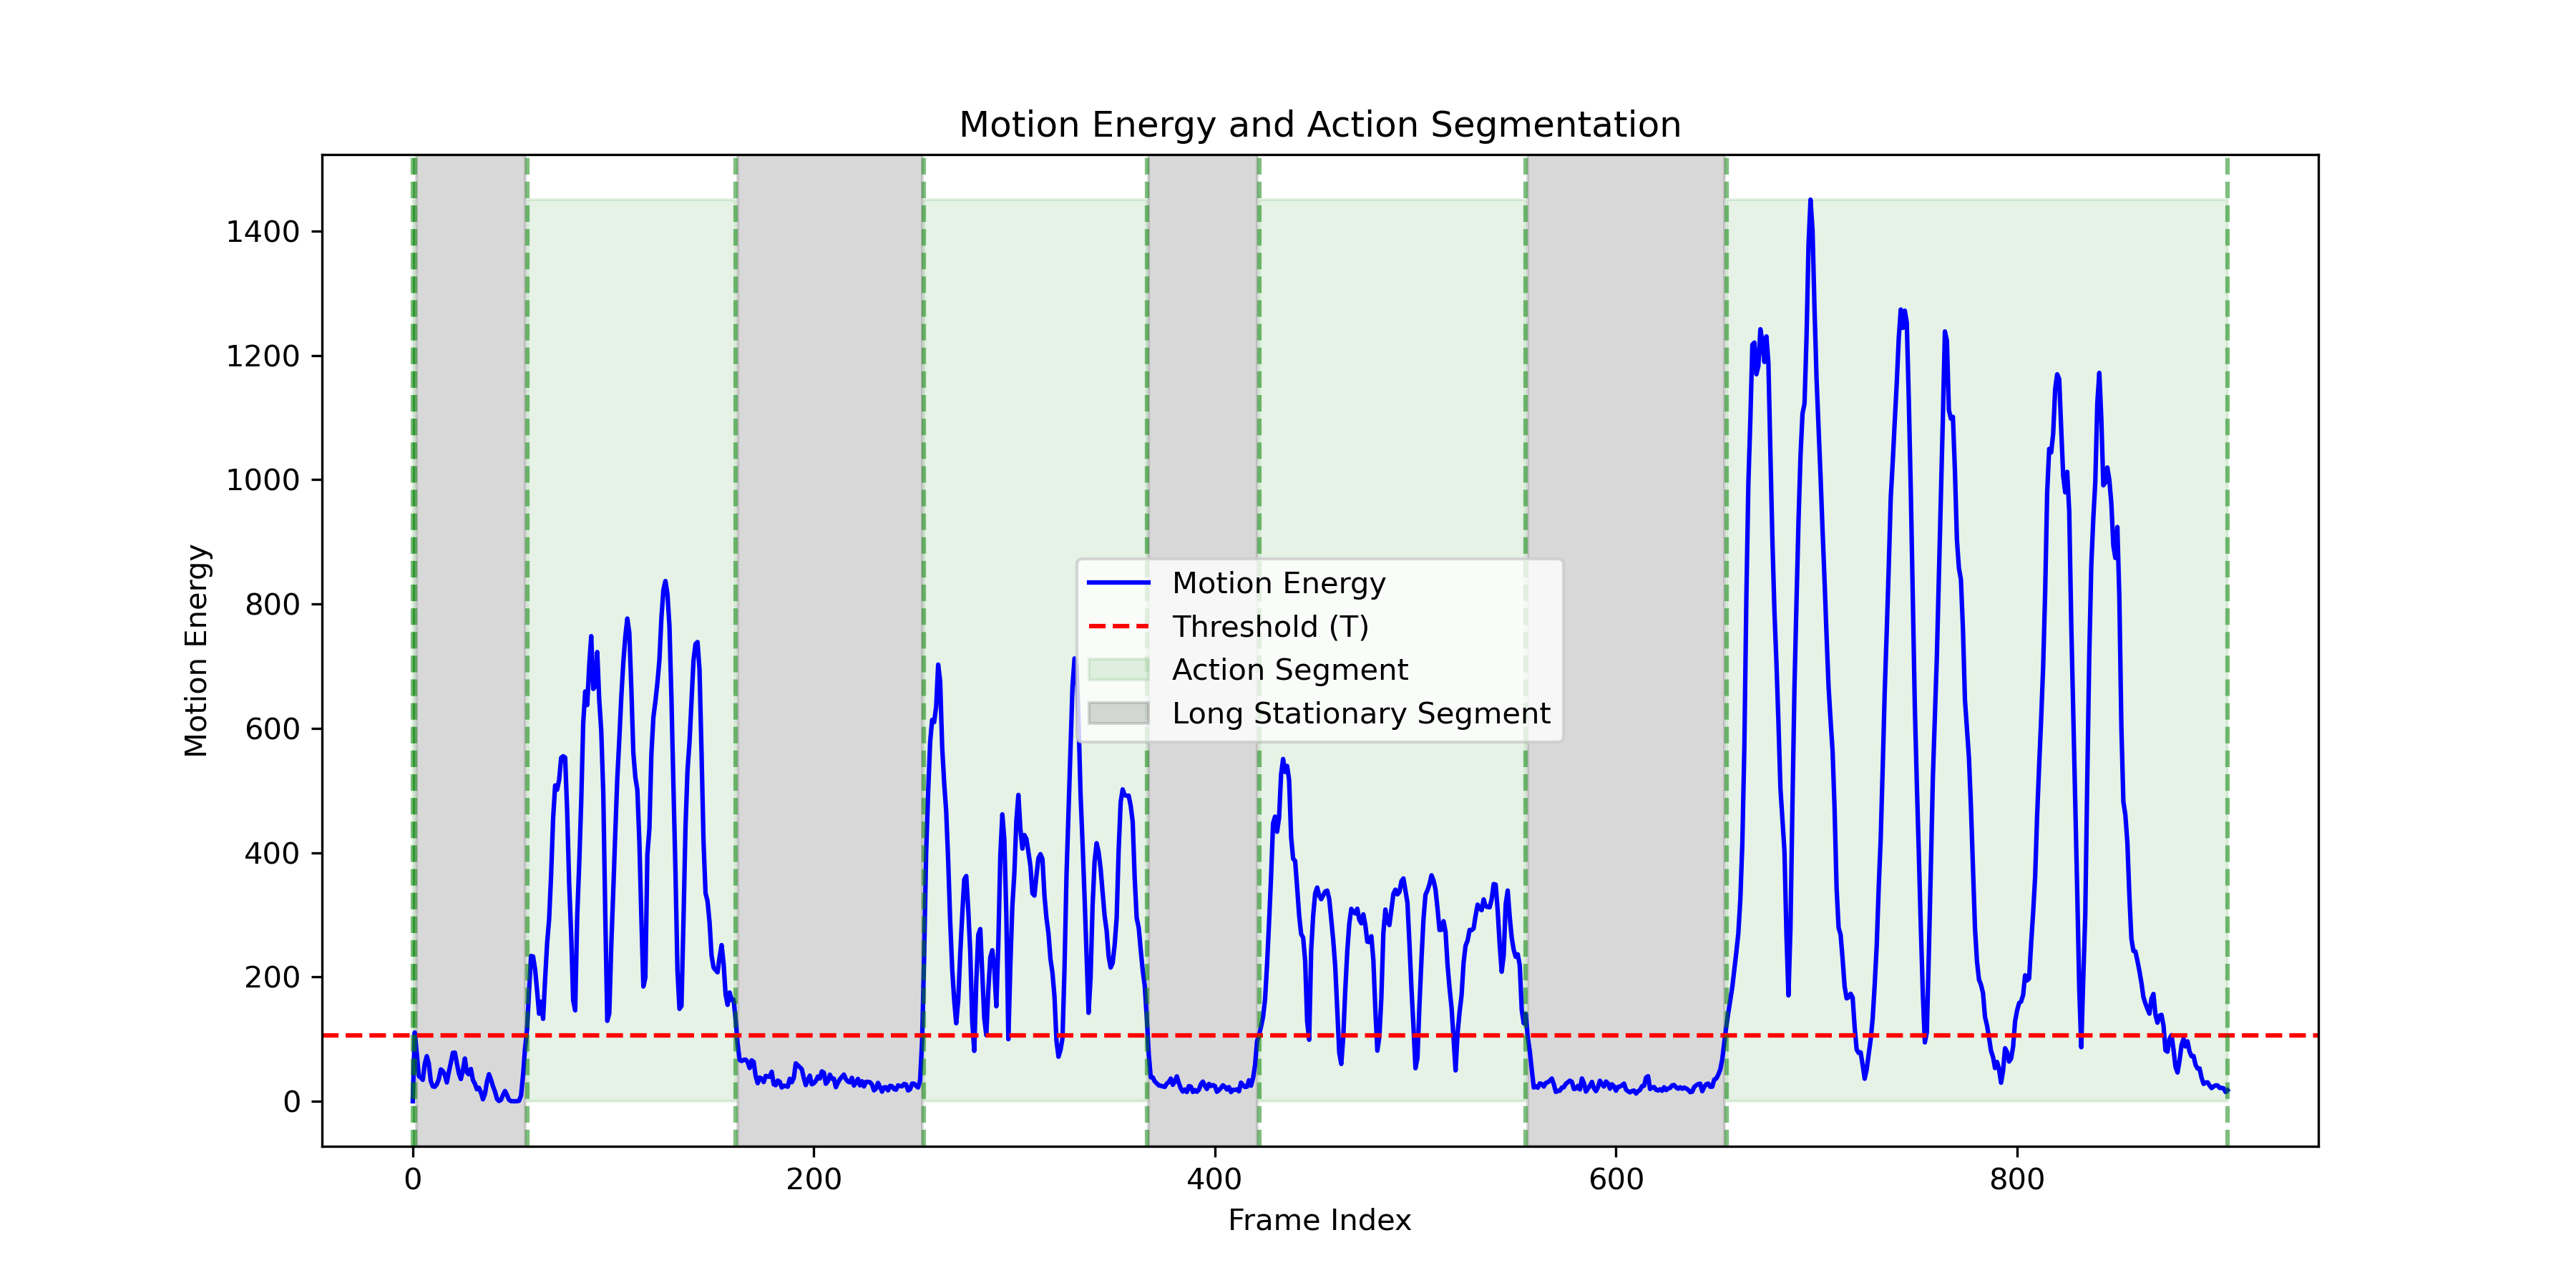 Motion Energy and Action Segmentation
Motion Energy
1400
1200
1000
800
600
400
200
0
Motion Energy
Threshold (T)
Action Segment
Long Stationary Segment
0 200 400 600 800
Frame Index